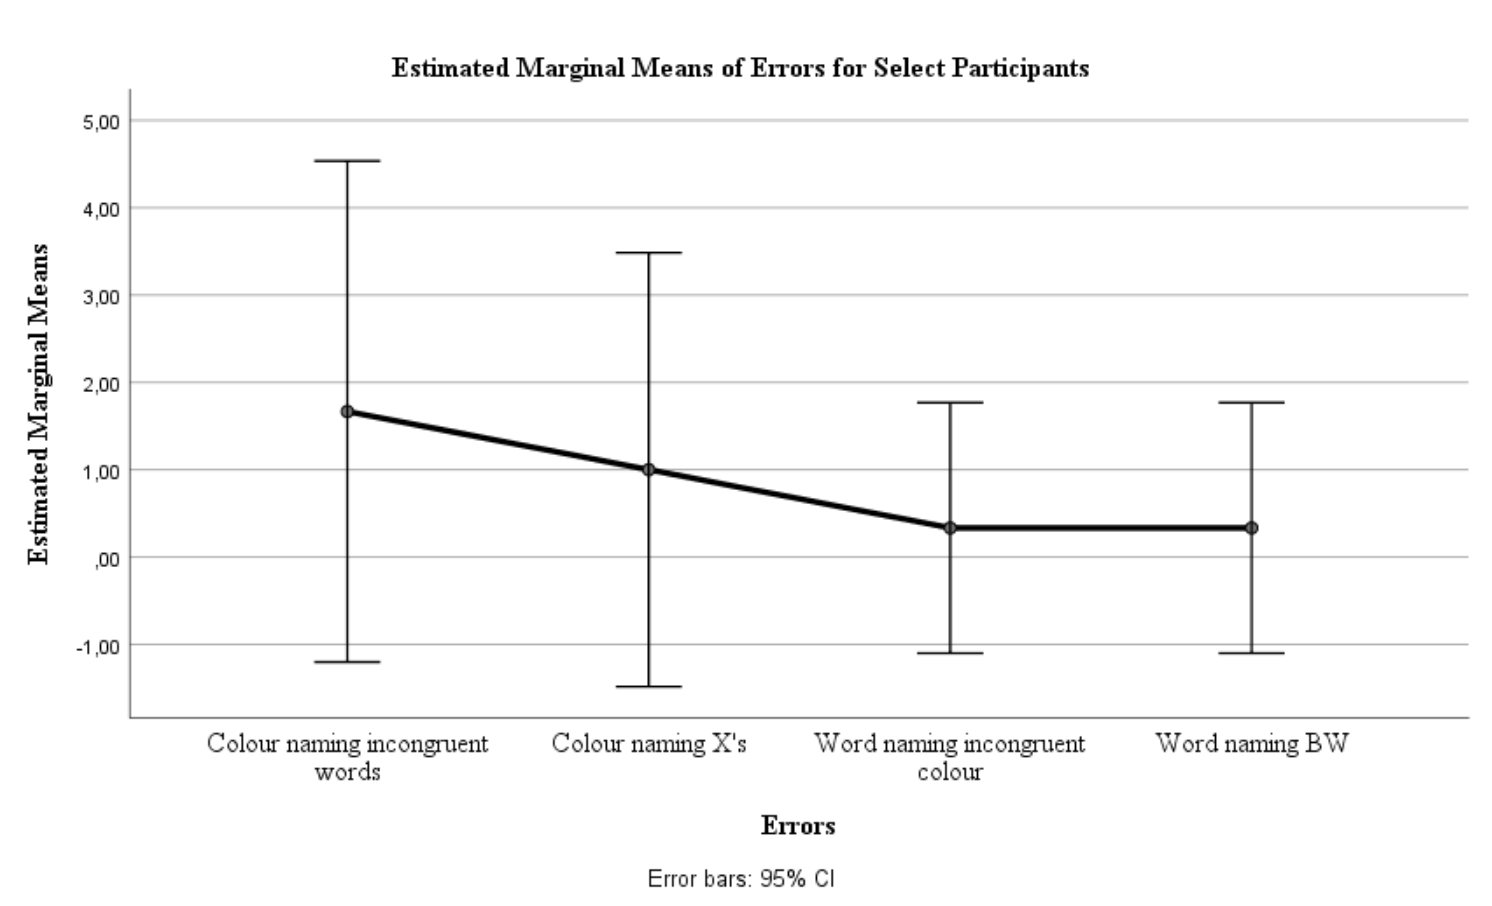 Estimated Marginal Means of Errors for Select Participants
Estimated Marginal Means
5,00
4,00
3,00
2,00
1,00
,00
-1,00
Colour naming incongruent
words
Colour naming X's
Word naming incongruent
colour
Word naming BW
Errors
Error bars: 95% CI